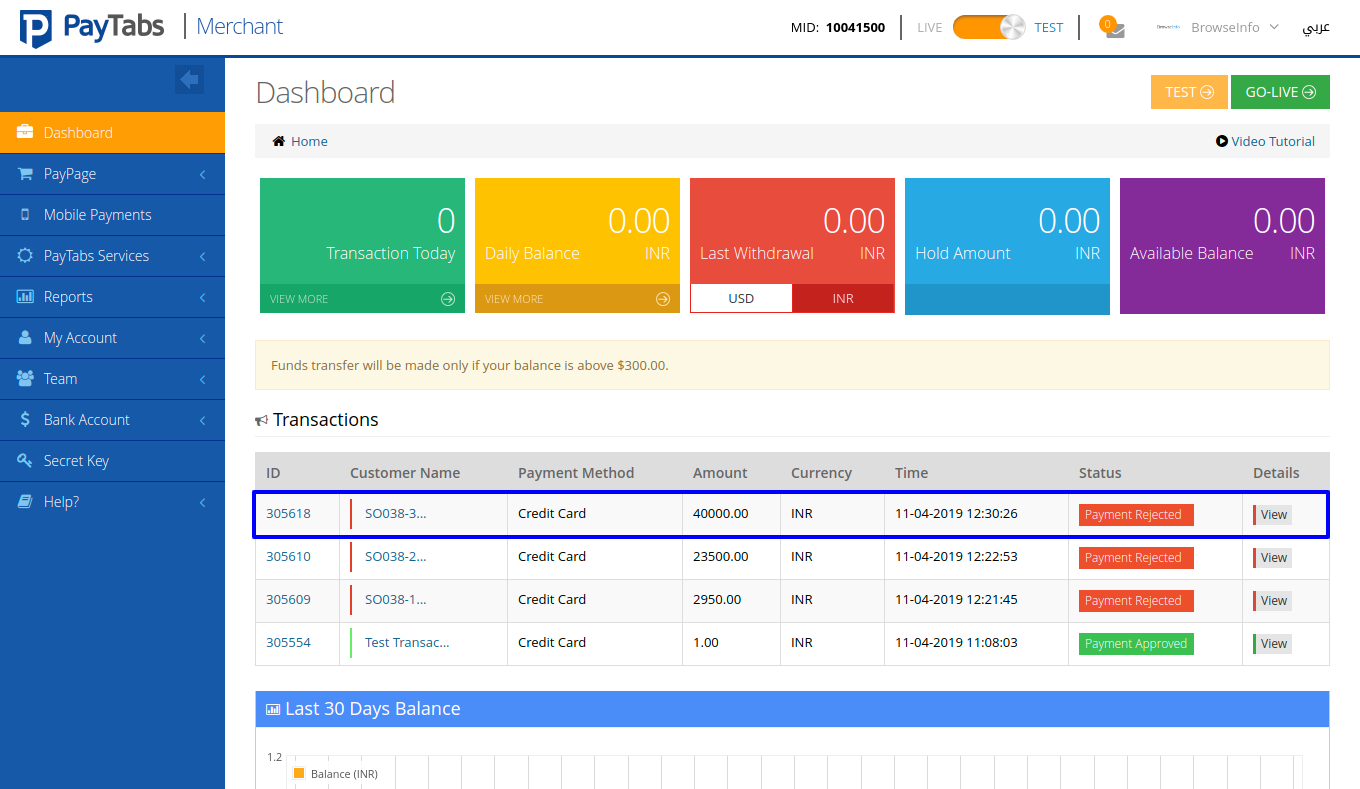 PayTabs | Merchant
MID: 10041500 LIVE TEST 0 BrowseInfo BrowseInfo عربي
Dashboard
TEST GO-LIVE
Home
Video Tutorial
Dashboard
PayPage
Mobile Payments
PayTabs Services
Reports
My Account
Team
Bank Account
Secret Key
Help?
0
Transaction Today
VIEW MORE
0.00
Daily Balance INR
VIEW MORE
0.00
Last Withdrawal INR
USD INR
0.00
Hold Amount INR
0.00
Available Balance INR
Funds transfer will be made only if your balance is above $300.00.
Transactions
ID Customer Name Payment Method Amount Currency Time Status Details
305618 SO038-3... Credit Card 40000.00 INR 11-04-2019 12:30:26 Payment Rejected View
305610 SO038-2... Credit Card 23500.00 INR 11-04-2019 12:22:53 Payment Rejected View
305609 SO038-1... Credit Card 2950.00 INR 11-04-2019 12:21:45 Payment Rejected View
305554 Test Transac... Credit Card 1.00 INR 11-04-2019 11:08:03 Payment Approved View
Last 30 Days Balance
1.2
Balance (INR)